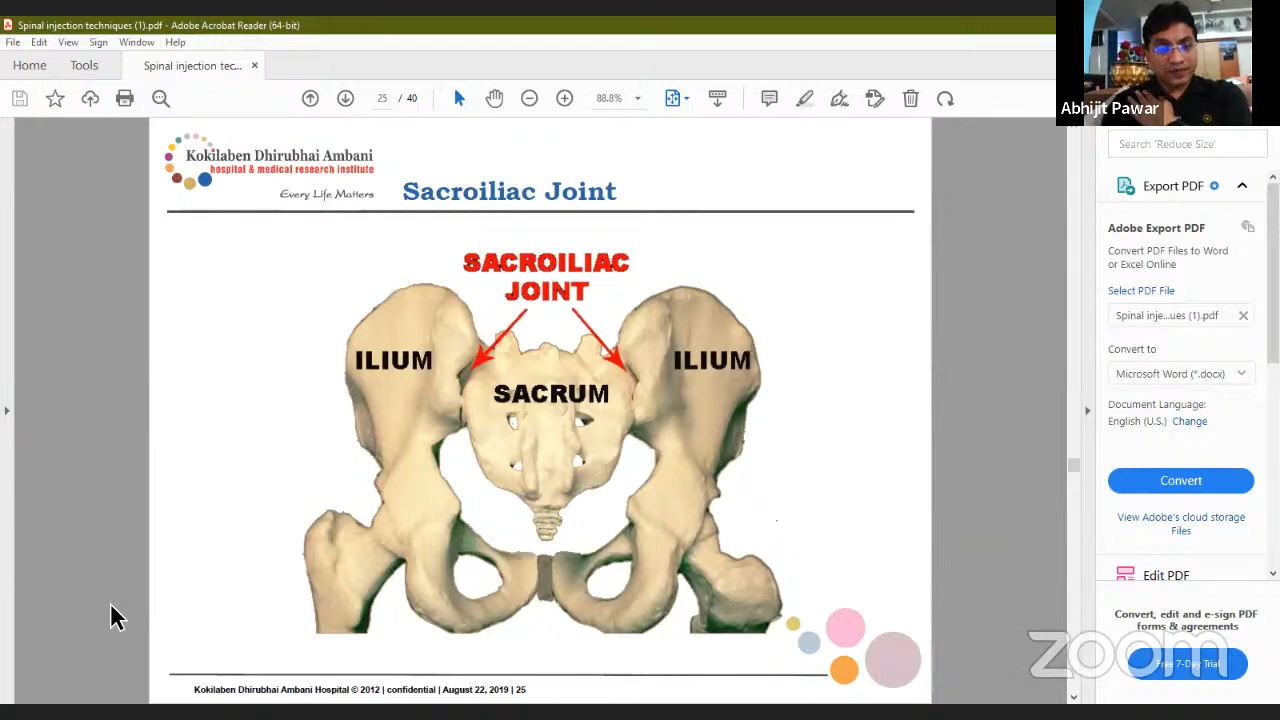 Spinal injection techniques (1).pdf - Adobe Acrobat Reader (64-bit)
File Edit View Sign Window Help
Home Tools Spinal injection tec... ×
25 / 40 88.8%
Abhijit Pawar
Kokilaben Dhirubhai Ambani
hospital & medical research institute
Every Life Matters
Sacroiliac Joint
SACROILIAC
JOINT
ILIUM
ILIUM
SACRUM
Kokilaben Dhirubhai Ambani Hospital © 2012 | confidential | August 22, 2019 | 25
Search 'Reduce Size'
Export PDF
Adobe Export PDF
Convert PDF Files to Word
or Excel Online
Select PDF File
Spinal inje...ues (1).pdf
Convert to
Microsoft Word (*.docx)
Document Language:
English (U.S.) Change
Convert
View Adobe's cloud storage
Files
Edit PDF
Convert, edit and e-sign PDF
forms & agreements
Free 7-Day Trial
zoom